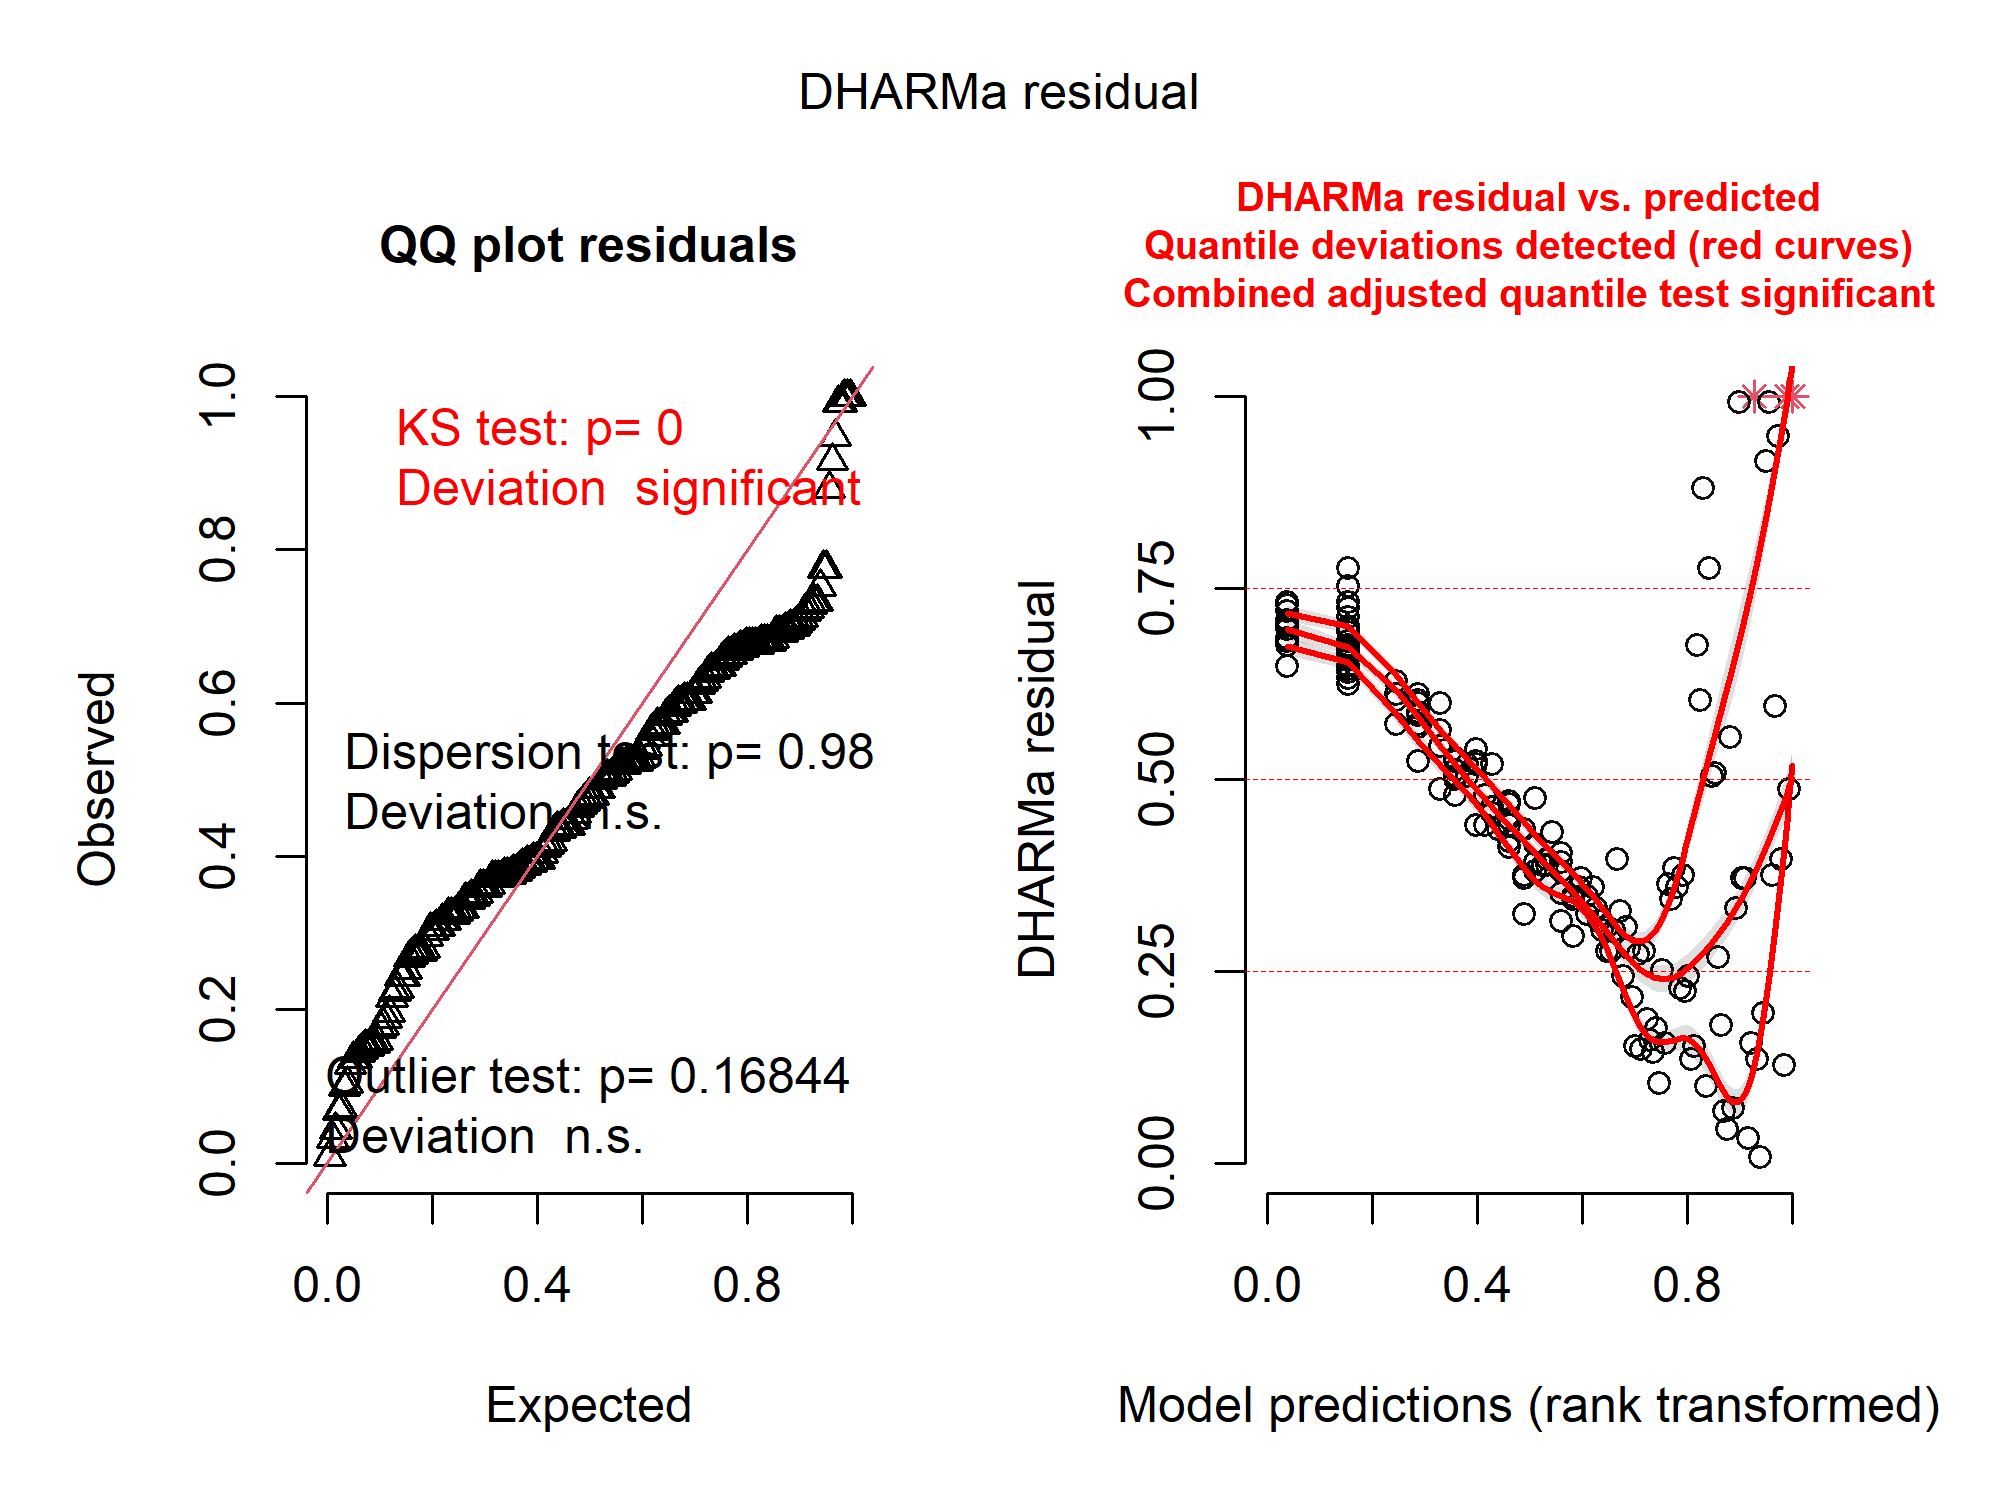 DHARMa residual
QQ plot residuals
KS test: p= 0
Deviation  significant
Dispersion test: p= 0.98
Deviation  n.s.
Outlier test: p= 0.16844
Deviation  n.s.
Observed
0.0
0.2
0.4
0.6
0.8
1.0
0.0
0.4
0.8
Expected
DHARMa residual vs. predicted
Quantile deviations detected (red curves)
Combined adjusted quantile test significant
DHARMa residual
0.00
0.25
0.50
0.75
1.00
0.0
0.4
0.8
Model predictions (rank transformed)